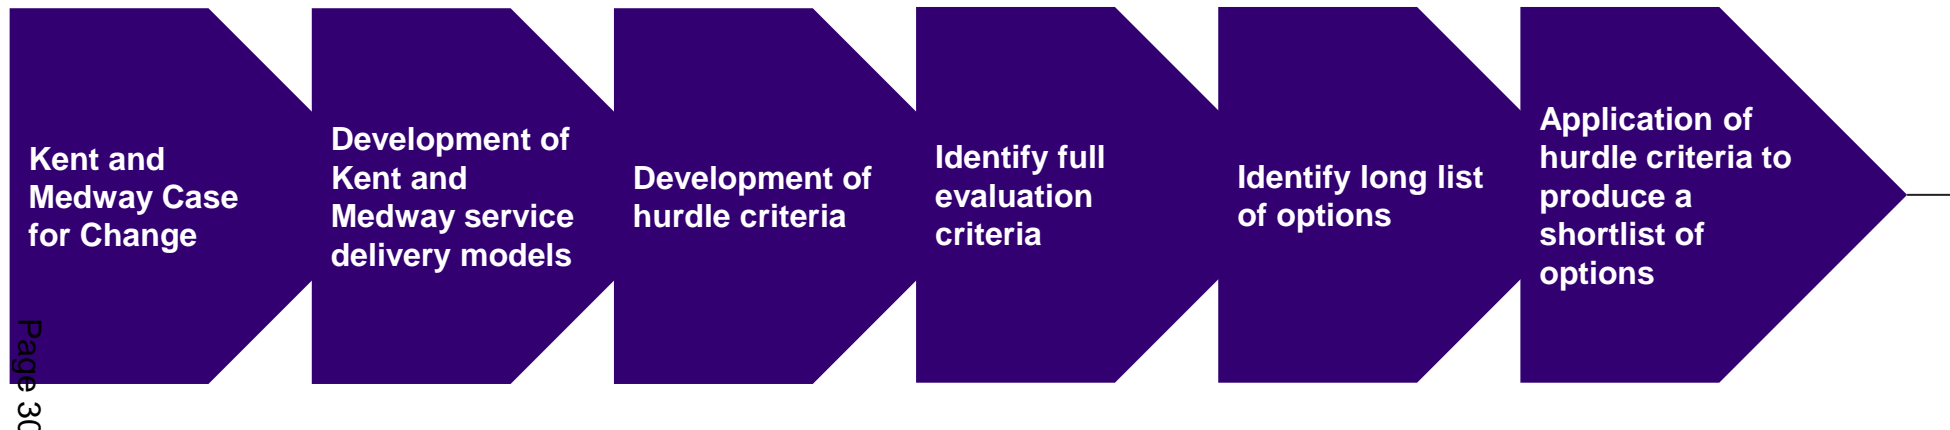 Kent and
Medway Case
for Change
Development of
Kent and
Medway service
delivery models
Development of
hurdle criteria
Identify full
evaluation
criteria
Identify long list
of options
Application of
hurdle criteria to
produce a
shortlist of
options
Page 30